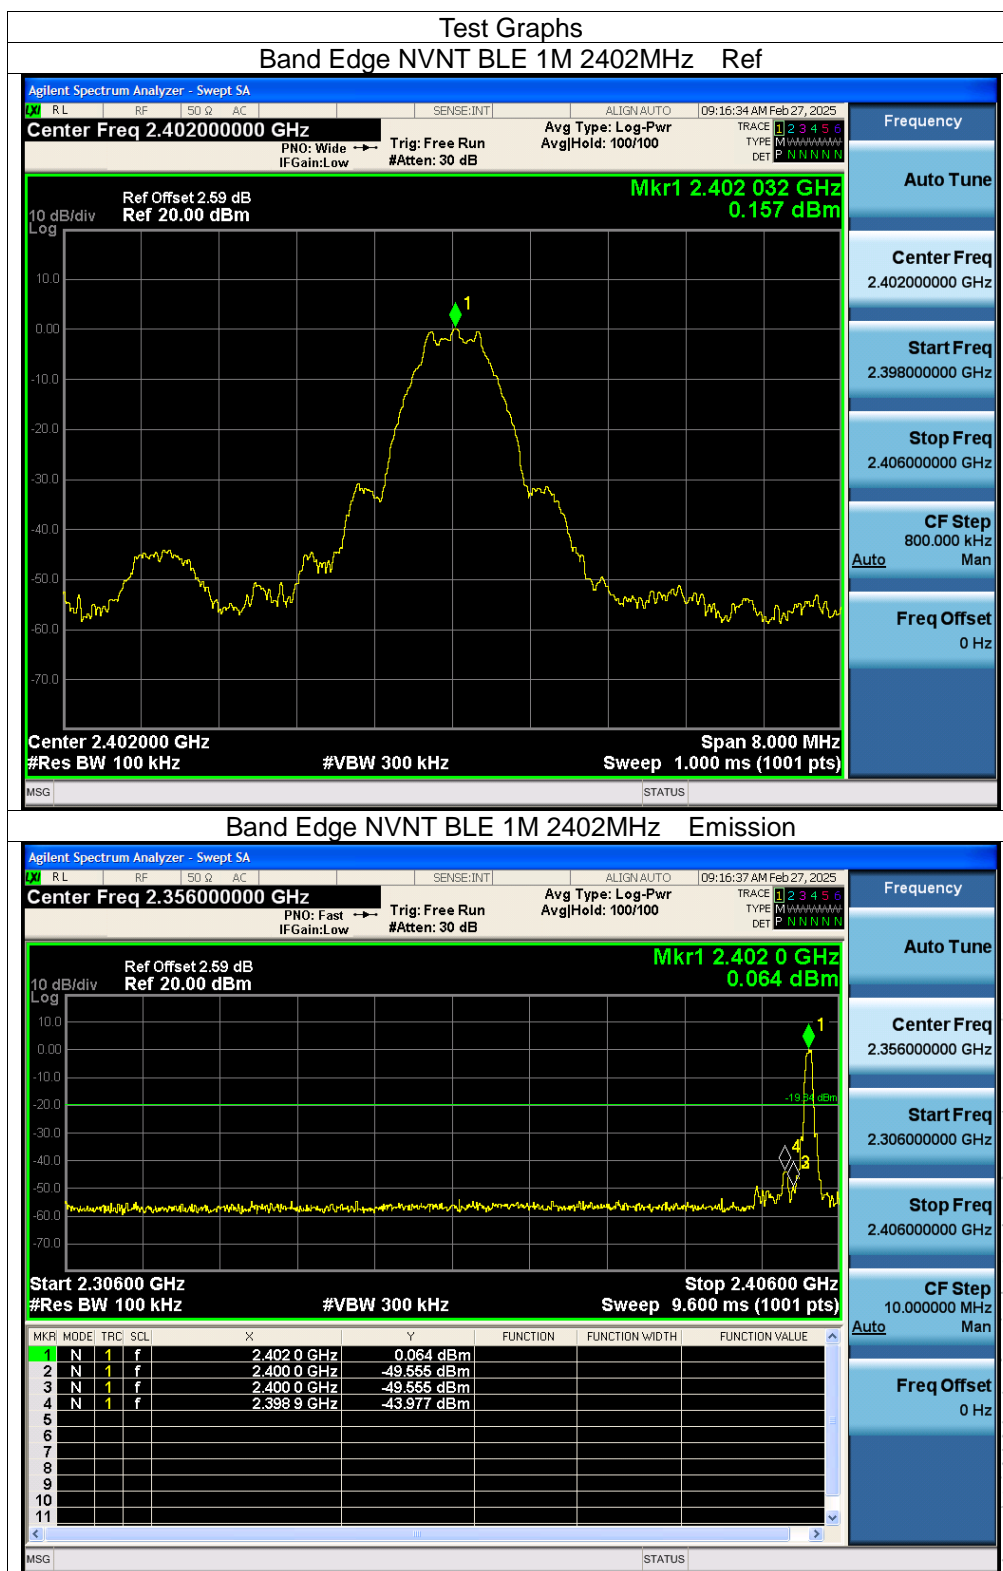 Test Graphs
Band Edge NVNT BLE 1M 2402MHz Ref
Agilent Spectrum Analyzer - Swept SA
LXI RL RF 50 Ω AC SENSE:INT ALIGN AUTO 09:16:34 AM Feb 27, 2025
Center Freq 2.402000000 GHz
PNO: Wide
IFGain:Low
Trig: Free Run
#Atten: 30 dB
Avg Type: Log-Pwr
Avg|Hold: 100/100
TRACE 1 2 3 4 5 6
TYPE M W W W W W
DET P N N N N N
Frequency
Auto Tune
Center Freq
2.402000000 GHz
Start Freq
2.398000000 GHz
Stop Freq
2.406000000 GHz
CF Step
800.000 kHz
Auto Man
Freq Offset
0 Hz
Mkr1 2.402 032 GHz
0.157 dBm
Ref Offset 2.59 dB
10 dB/div Ref 20.00 dBm
Log
10.0
0.00
-10.0
-20.0
-30.0
-40.0
-50.0
-60.0
-70.0
1
Center 2.402000 GHz Span 8.000 MHz
#Res BW 100 kHz #VBW 300 kHz Sweep 1.000 ms (1001 pts)
MSG STATUS
Band Edge NVNT BLE 1M 2402MHz Emission
Agilent Spectrum Analyzer - Swept SA
LXI RL RF 50 Ω AC SENSE:INT ALIGN AUTO 09:16:37 AM Feb 27, 2025
Center Freq 2.356000000 GHz
PNO: Fast
IFGain:Low
Trig: Free Run
#Atten: 30 dB
Avg Type: Log-Pwr
Avg|Hold: 100/100
TRACE 1 2 3 4 5 6
TYPE M W W W W W
DET P N N N N N
Frequency
Auto Tune
Center Freq
2.356000000 GHz
Start Freq
2.306000000 GHz
Stop Freq
2.406000000 GHz
CF Step
10.000000 MHz
Auto Man
Freq Offset
0 Hz
Mkr1 2.402 0 GHz
0.064 dBm
Ref Offset 2.59 dB
10 dB/div Ref 20.00 dBm
Log
10.0
0.00
-10.0
-20.0
-30.0
-40.0
-50.0
-60.0
-70.0
1
-19.84 dBm
4
3
Start 2.30600 GHz Stop 2.40600 GHz
#Res BW 100 kHz #VBW 300 kHz Sweep 9.600 ms (1001 pts)
MKR MODE TRC SCL X Y FUNCTION FUNCTION WIDTH FUNCTION VALUE
1 N 1 f 2.402 0 GHz 0.064 dBm
2 N 1 f 2.400 0 GHz -49.555 dBm
3 N 1 f 2.400 0 GHz -49.555 dBm
4 N 1 f 2.398 9 GHz -43.977 dBm
5
6
7
8
9
10
11
MSG STATUS